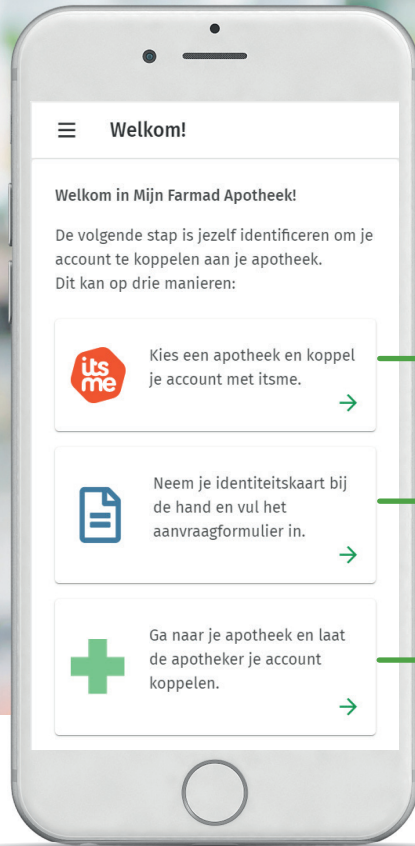 Welkom!
Welkom in Mijn Farmad Apotheek!
De volgende stap is jezelf identificeren om je
account te koppelen aan je apotheek.
Dit kan op drie manieren:
its
me
Kies een apotheek en koppel
je account met itsme.
Neem je identiteitskaart bij
de hand en vul het
aanvraagformulier in.
Ga naar je apotheek en laat
de apotheker je account
koppelen.